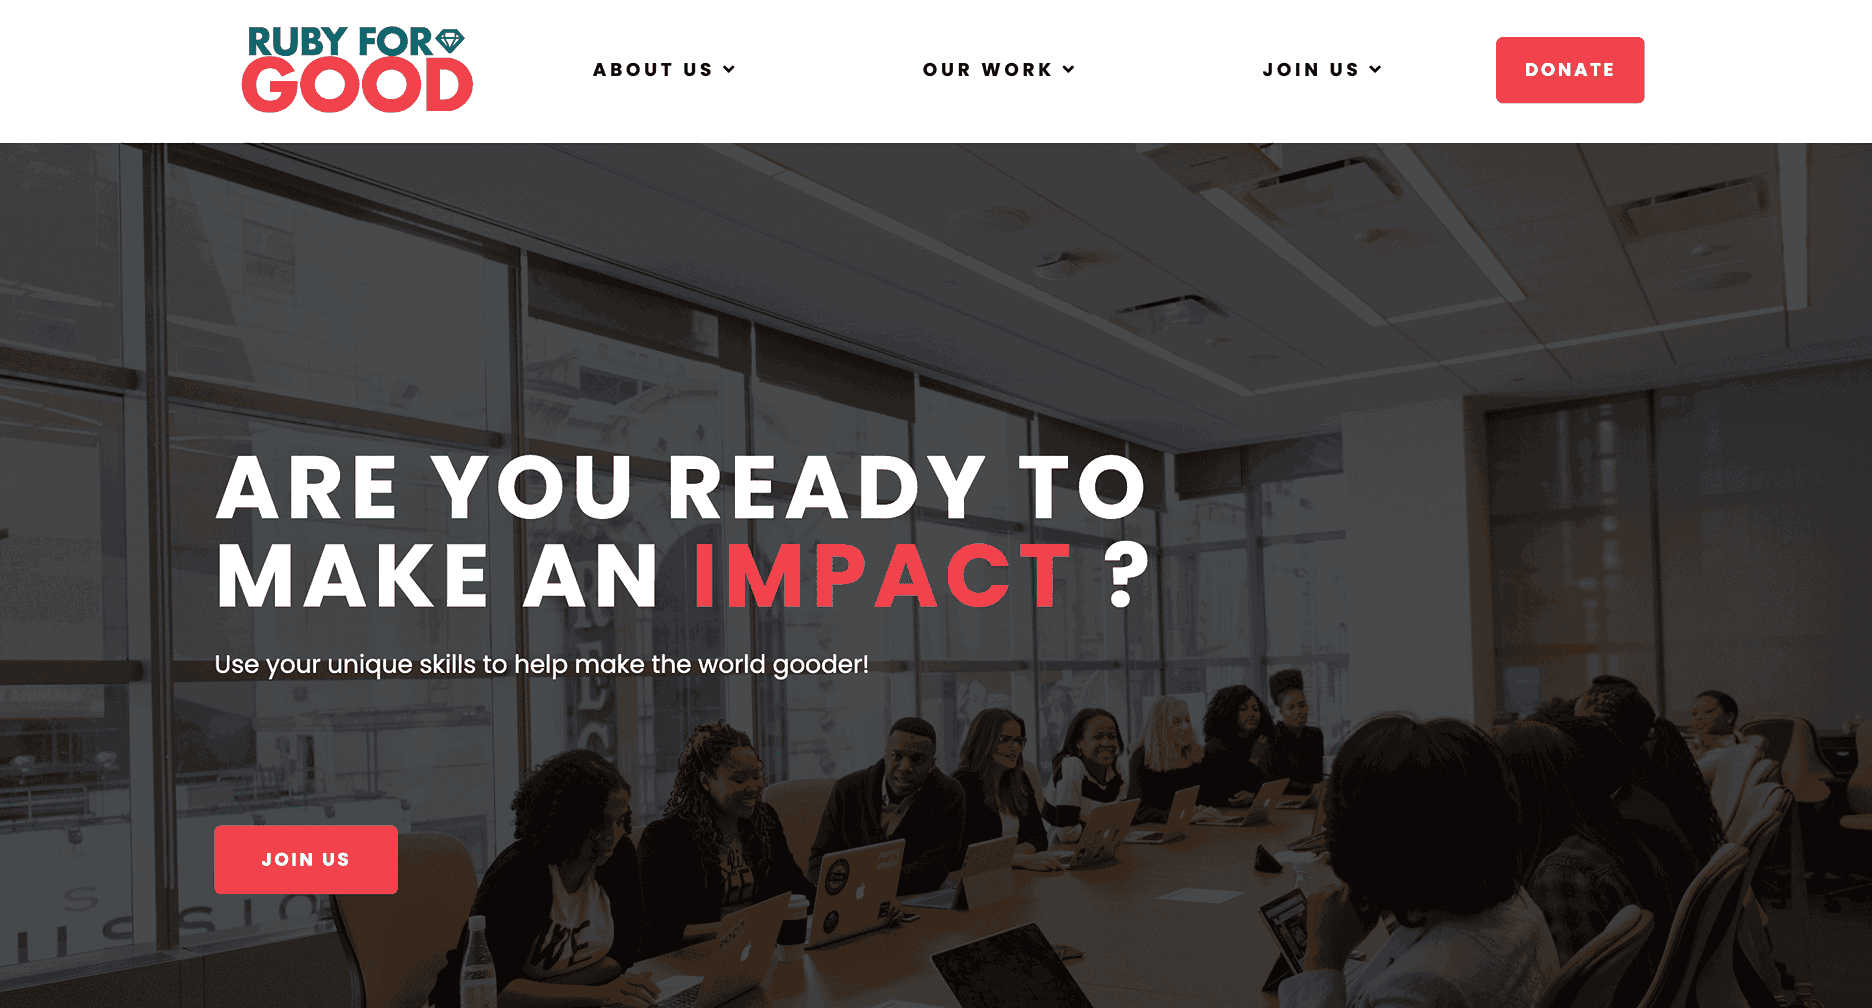 RUBY FOR
GOOD
ABOUT US
OUR WORK
JOIN US
DONATE
ARE YOU READY TO
MAKE AN IMPACT ?
Use your unique skills to help make the world gooder!
JOIN US
WE